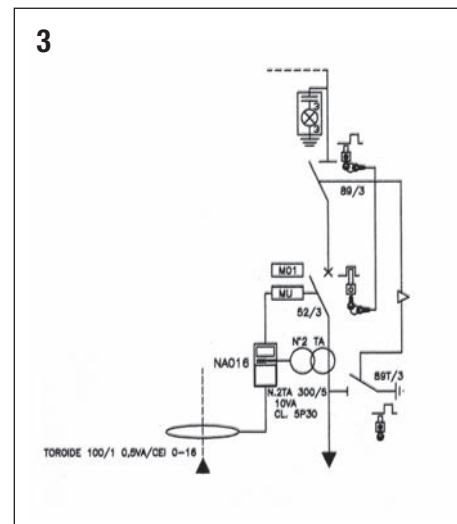 3
89/3
M01
MU
52/3
N°2 TA
NA016
89T/3
N.2TA 300/5
10VA
CL. 5P30
TOROIDE 100/1 0,5VA/CEI 0-16